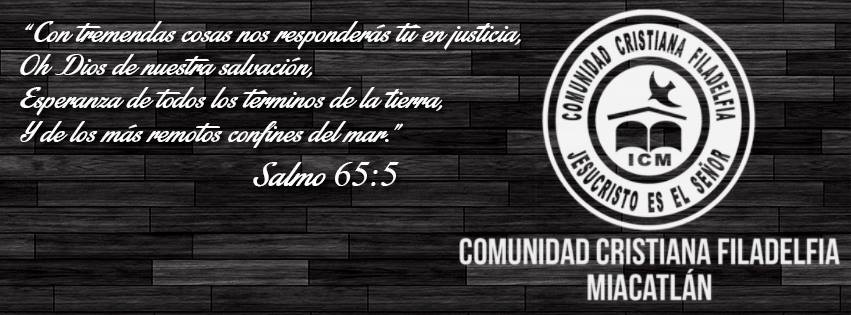 “Con tremendas cosas nos responderás tu en justicia,
Oh Dios de nuestra salvación,
Esperanza de todos los términos de la tierra,
Y de los más remotos confines del mar.”
Salmo 65:5
COMUNIDAD CRISTIANA FILADELFIA
ICM
JESUCRISTO ES EL SEÑOR
COMUNIDAD CRISTIANA FILADELFIA
MIACATLÁN